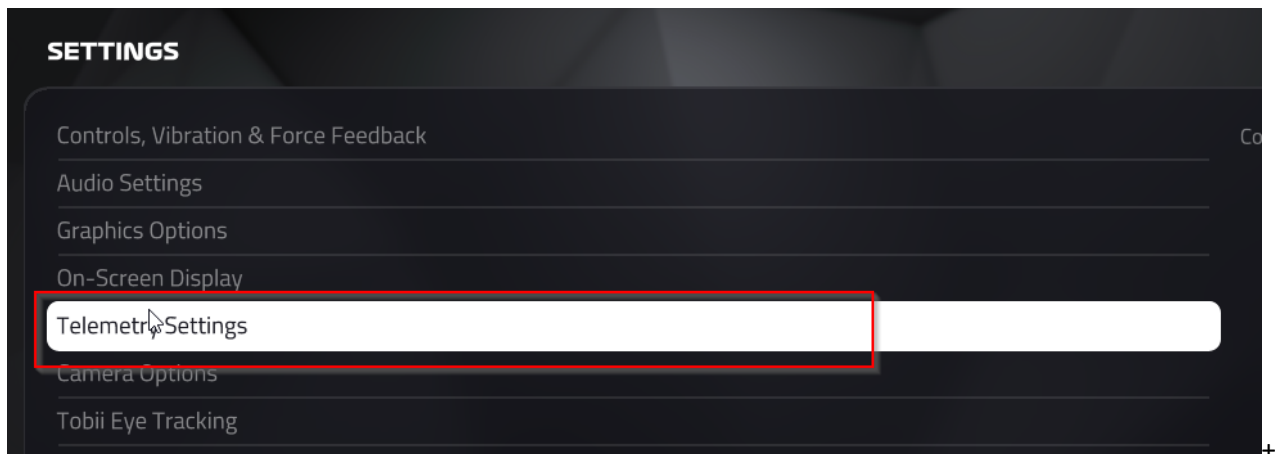 SETTINGS
Controls, Vibration & Force Feedback
Co
Audio Settings
Graphics Options
On-Screen Display
Telemetry Settings
Camera Options
Tobii Eye Tracking
+